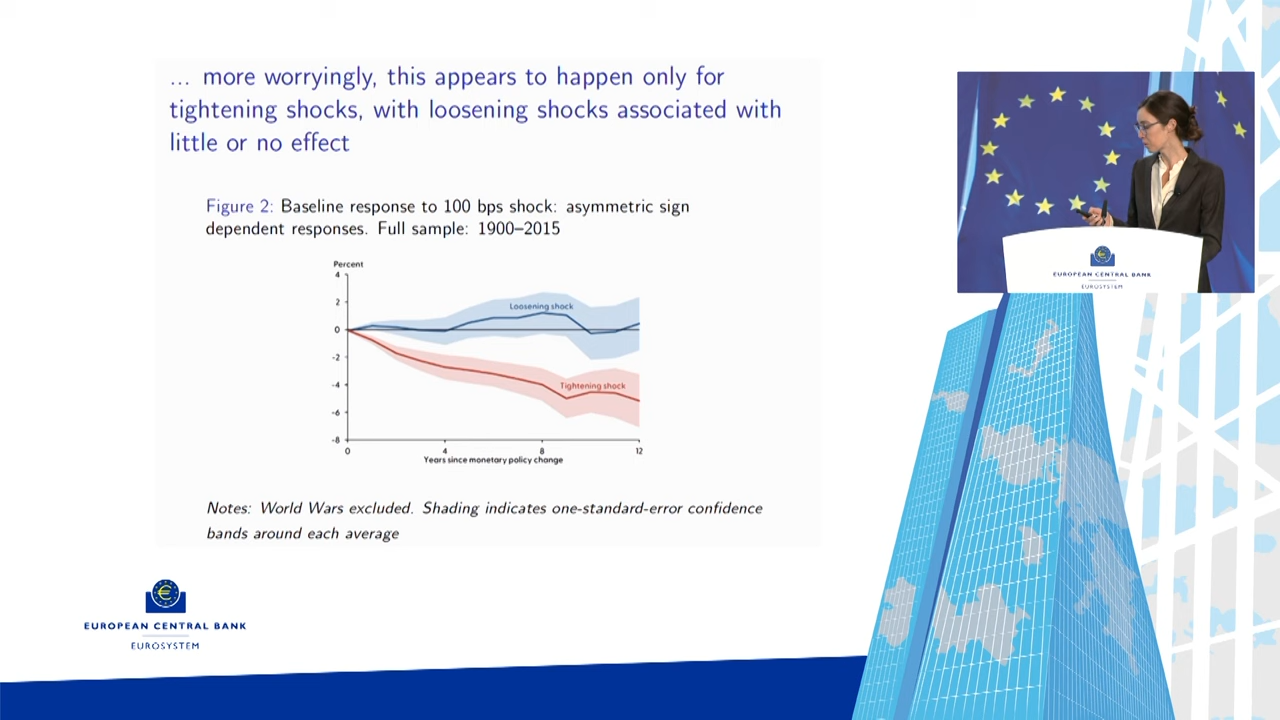 ... more worryingly, this appears to happen only for
tightening shocks, with loosening shocks associated with
little or no effect
Figure 2: Baseline response to 100 bps shock: asymmetric sign
dependent responses. Full sample: 1900–2015
Percent
4
2
0
-2
-4
-6
-8
Loosening shock
Tightening shock
0
4
8
12
Years since monetary policy change
Notes: World Wars excluded. Shading indicates one-standard-error confidence
bands around each average
EUROPEAN CENTRAL BANK
EUROSYSTEM
EUROPEAN CENTRAL BANK
EUROSYSTEM